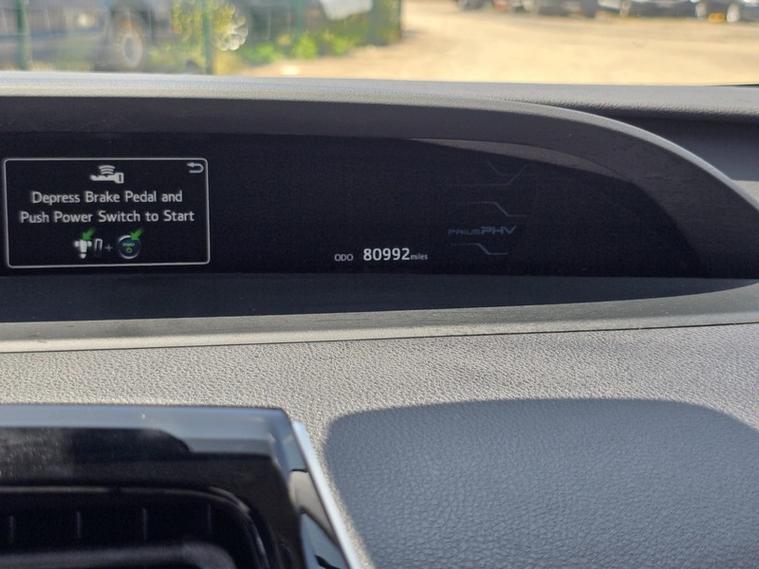 Depress Brake Pedal and
Push Power Switch to Start
ODO 80992 miles
PRIUS PHV